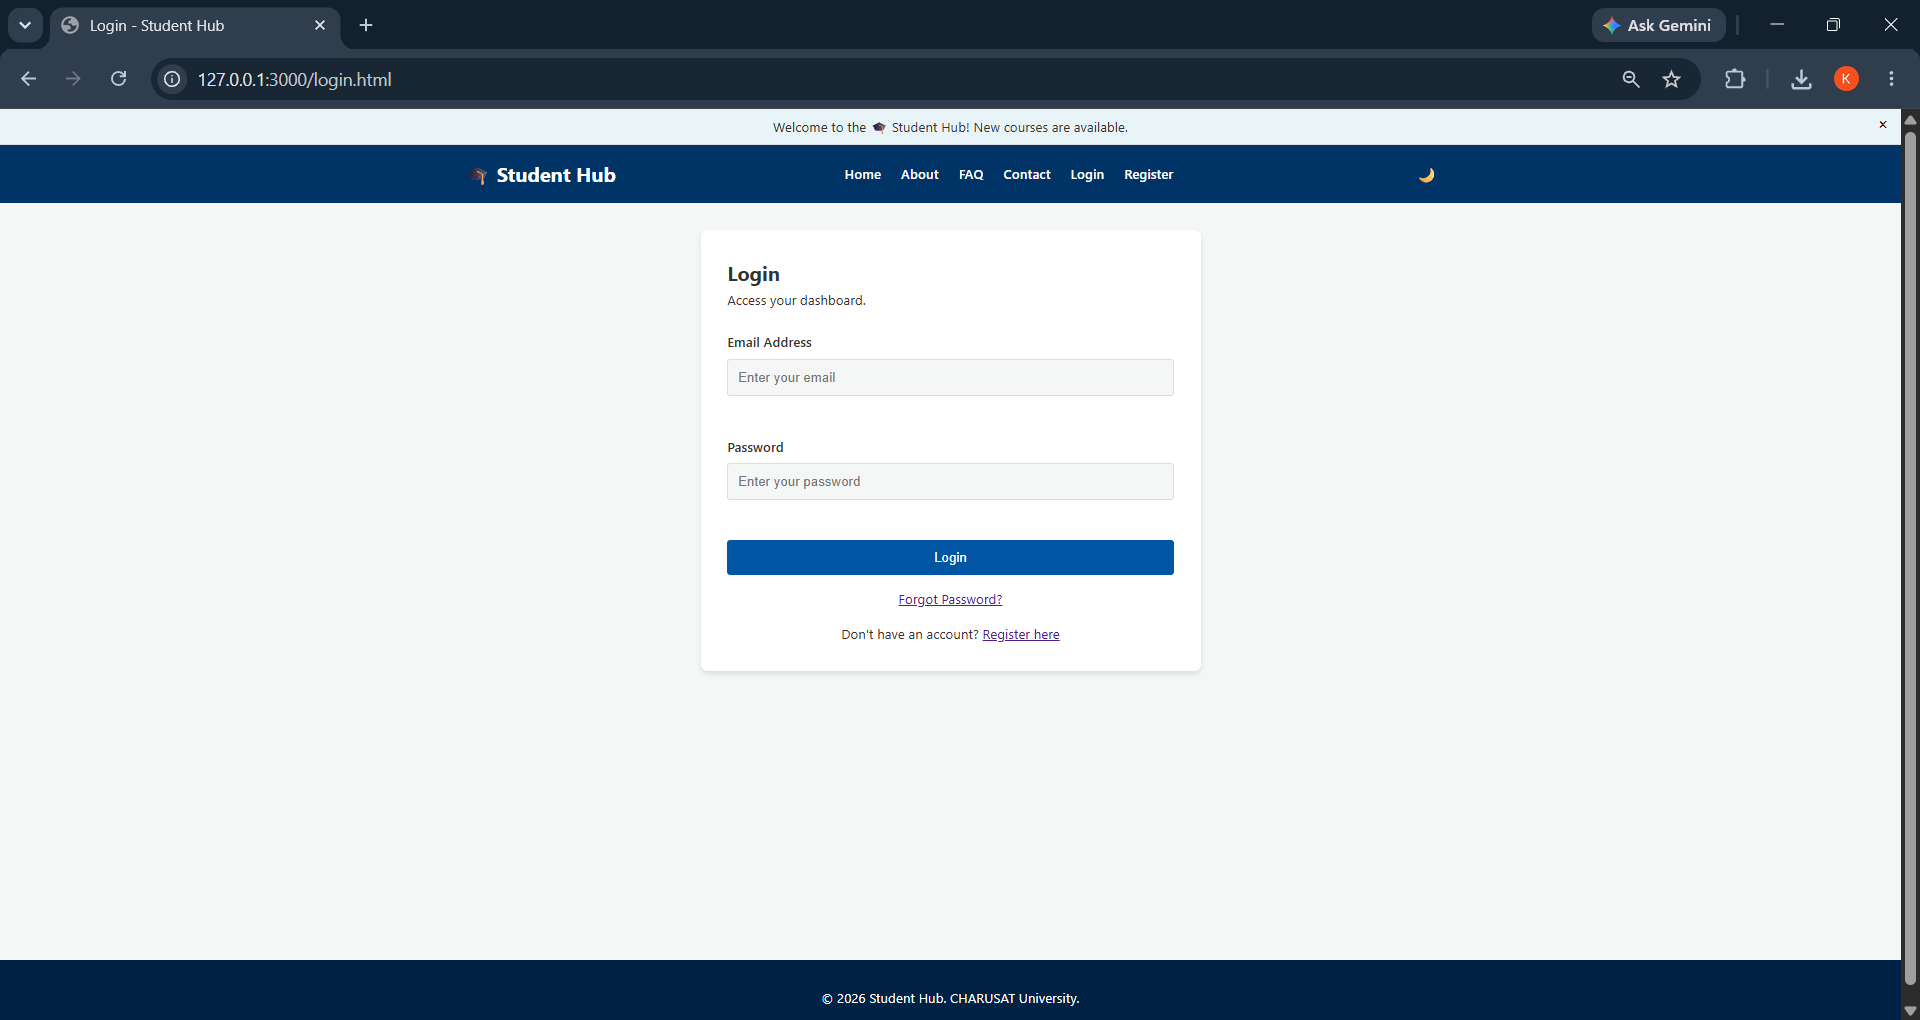 Login - Student Hub
Ask Gemini
127.0.0.1:3000/login.html
K
Welcome to the 🎓 Student Hub! New courses are available.
×
🎓 Student Hub
Home About FAQ Contact Login Register
Login
Access your dashboard.
Email Address
Enter your email
Password
Enter your password
Login
Forgot Password?
Don't have an account? Register here
© 2026 Student Hub. CHARUSAT University.